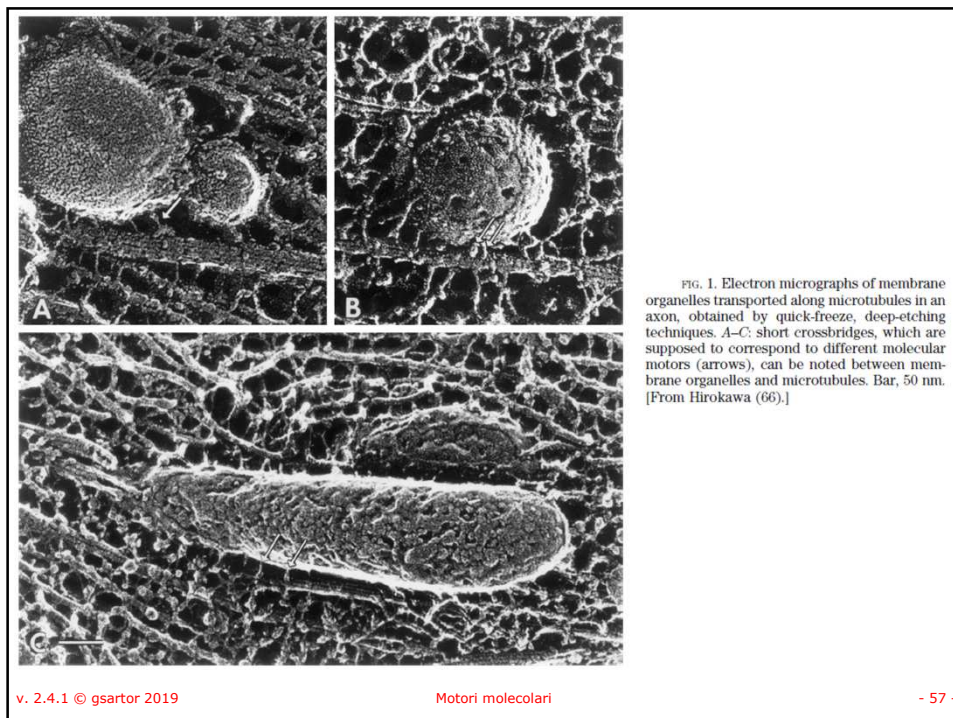 A
B
C
FIG. 1. Electron micrographs of membrane
organelles transported along microtubules in an
axon, obtained by quick-freeze, deep-etching
techniques. A–C: short crossbridges, which are
supposed to correspond to different molecular
motors (arrows), can be noted between mem-
brane organelles and microtubules. Bar, 50 nm.
[From Hirokawa (66).]
v. 2.4.1 © gsartor 2019 Motori molecolari - 57 -